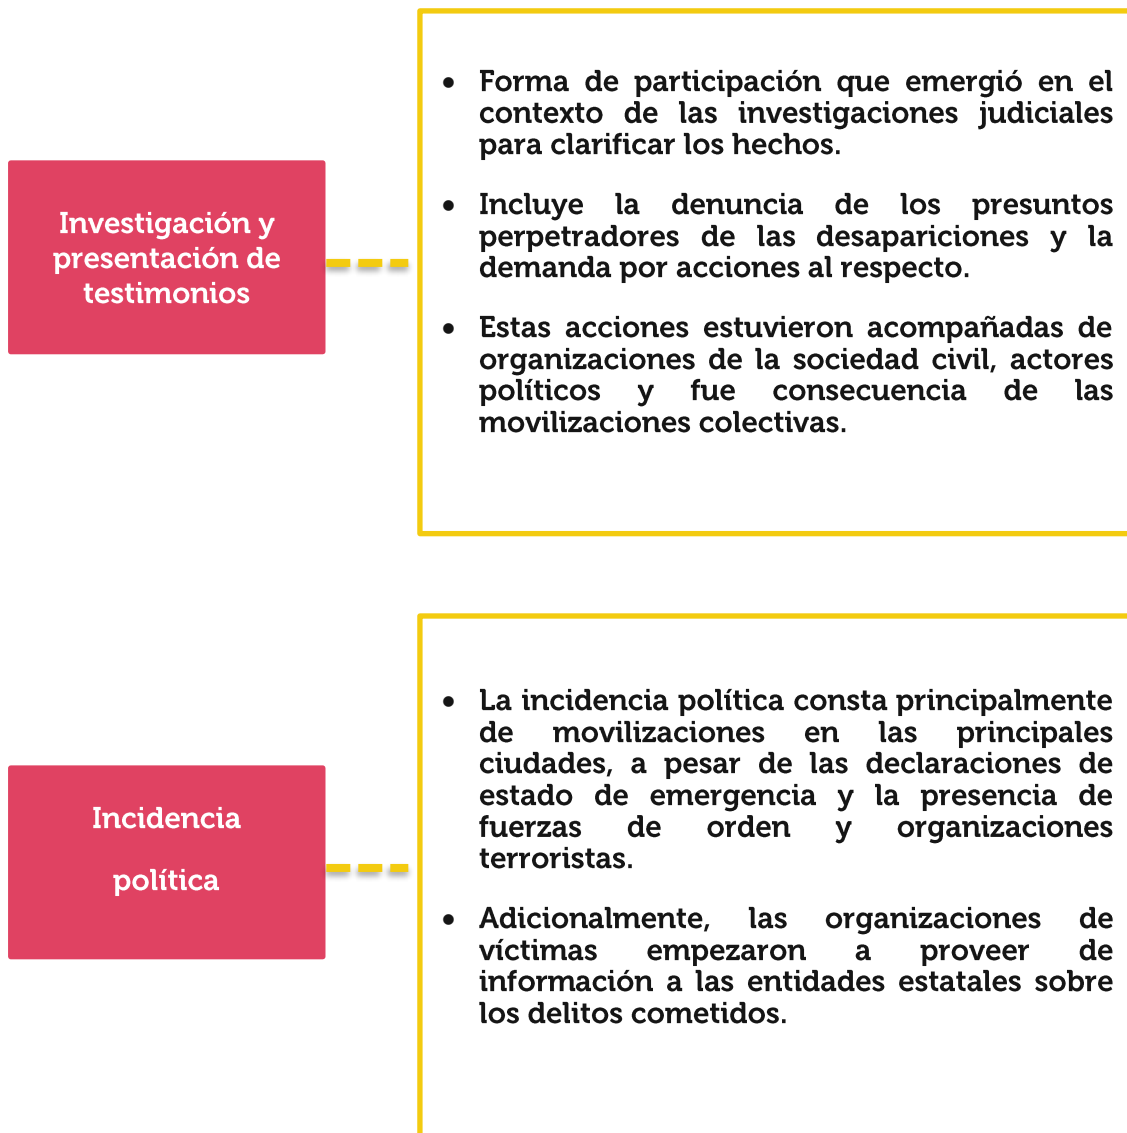 Investigación y
presentación de
testimonios
• Forma de participación que emergió en el
contexto de las investigaciones judiciales
para clarificar los hechos.
• Incluye la denuncia de los presuntos
perpetradores de las desapariciones y la
demanda por acciones al respecto.
• Estas acciones estuvieron acompañadas de
organizaciones de la sociedad civil, actores
políticos y fue consecuencia de las
movilizaciones colectivas.
Incidencia
política
• La incidencia política consta principalmente
de movilizaciones en las principales
ciudades, a pesar de las declaraciones de
estado de emergencia y la presencia de
fuerzas de orden y organizaciones
terroristas.
• Adicionalmente, las organizaciones de
víctimas empezaron a proveer de
información a las entidades estatales sobre
los delitos cometidos.